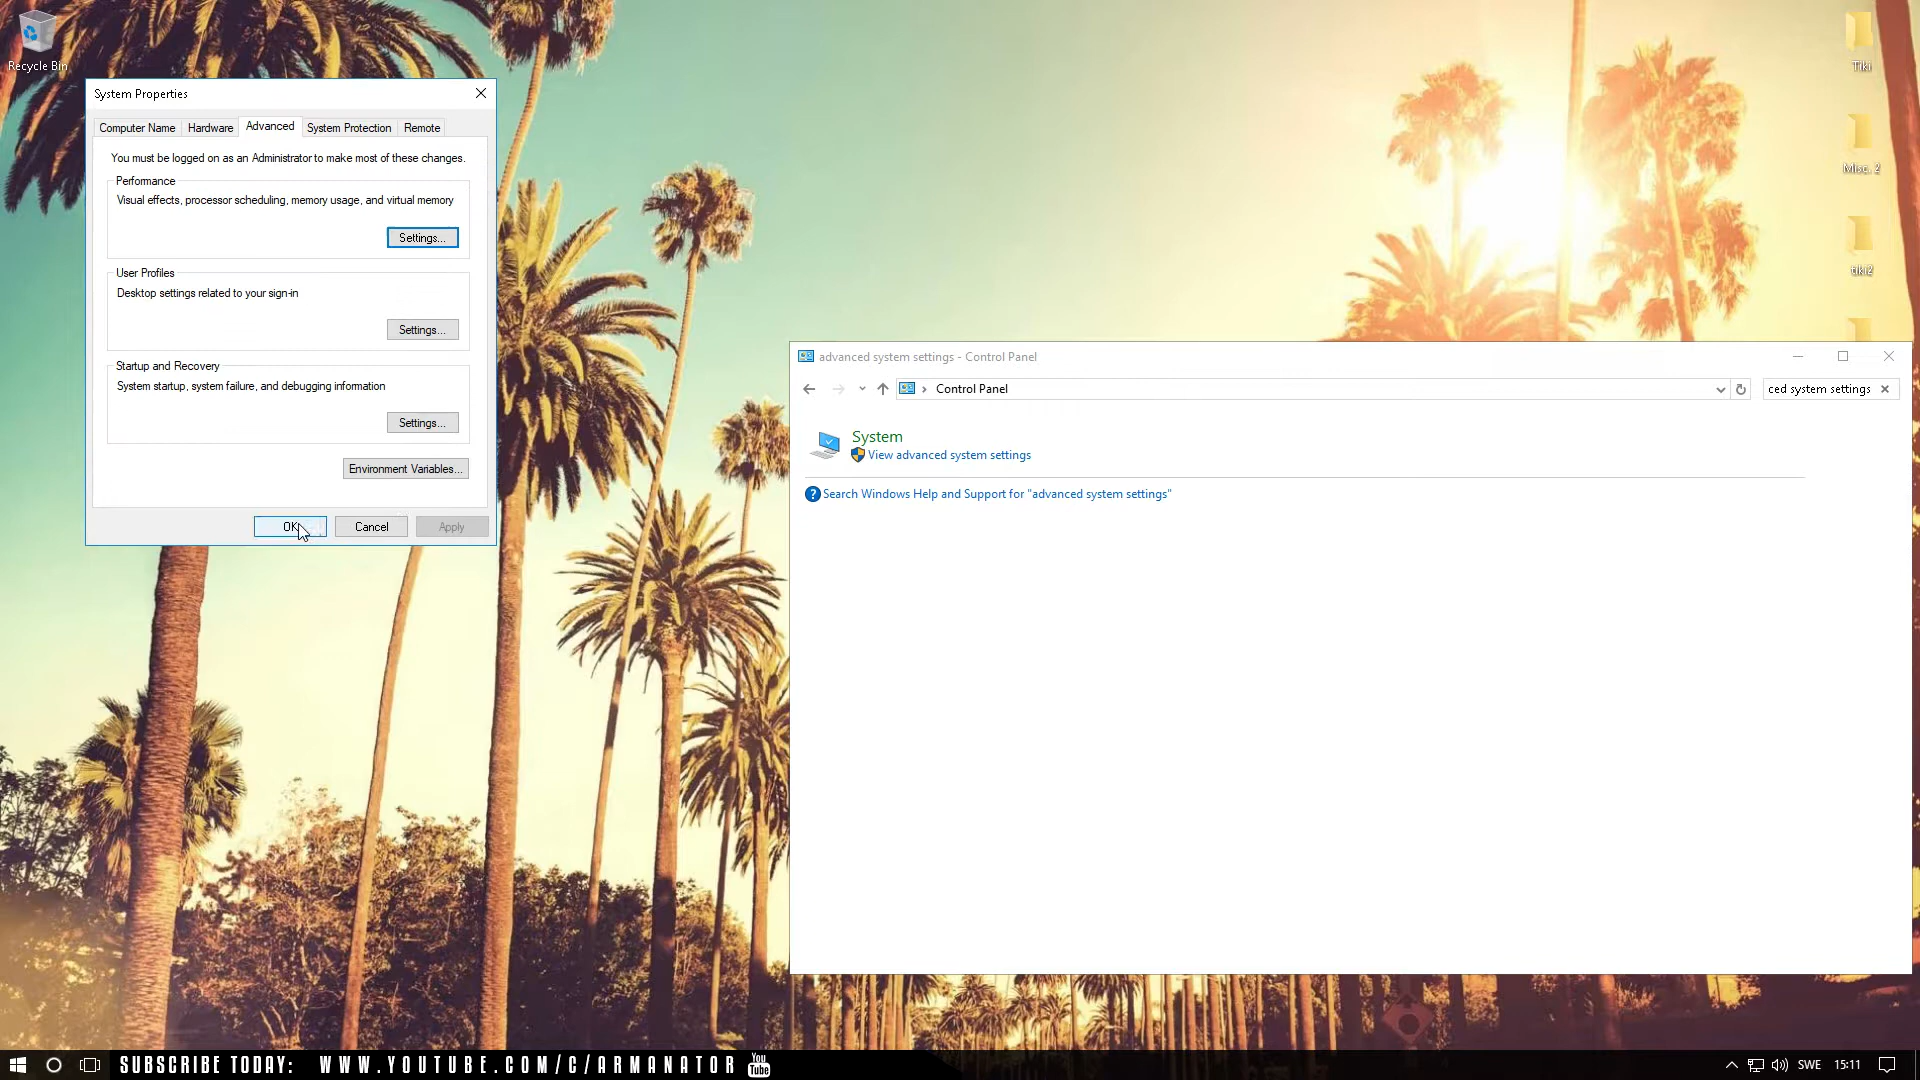 Recycle Bin
Tiki
Misc. 2
tiki2
System Properties
Computer Name
Hardware
Advanced
System Protection
Remote
You must be logged on as an Administrator to make most of these changes.
Performance
Visual effects, processor scheduling, memory usage, and virtual memory
Settings...
User Profiles
Desktop settings related to your sign-in
Settings...
Startup and Recovery
System startup, system failure, and debugging information
Settings...
Environment Variables...
OK
Cancel
Apply
advanced system settings - Control Panel
Control Panel
ced system settings
System
View advanced system settings
Search Windows Help and Support for "advanced system settings"
SUBSCRIBE TODAY: WWW.YOUTUBE.COM/C/ARMANATOR You Tube
SWE
15:11